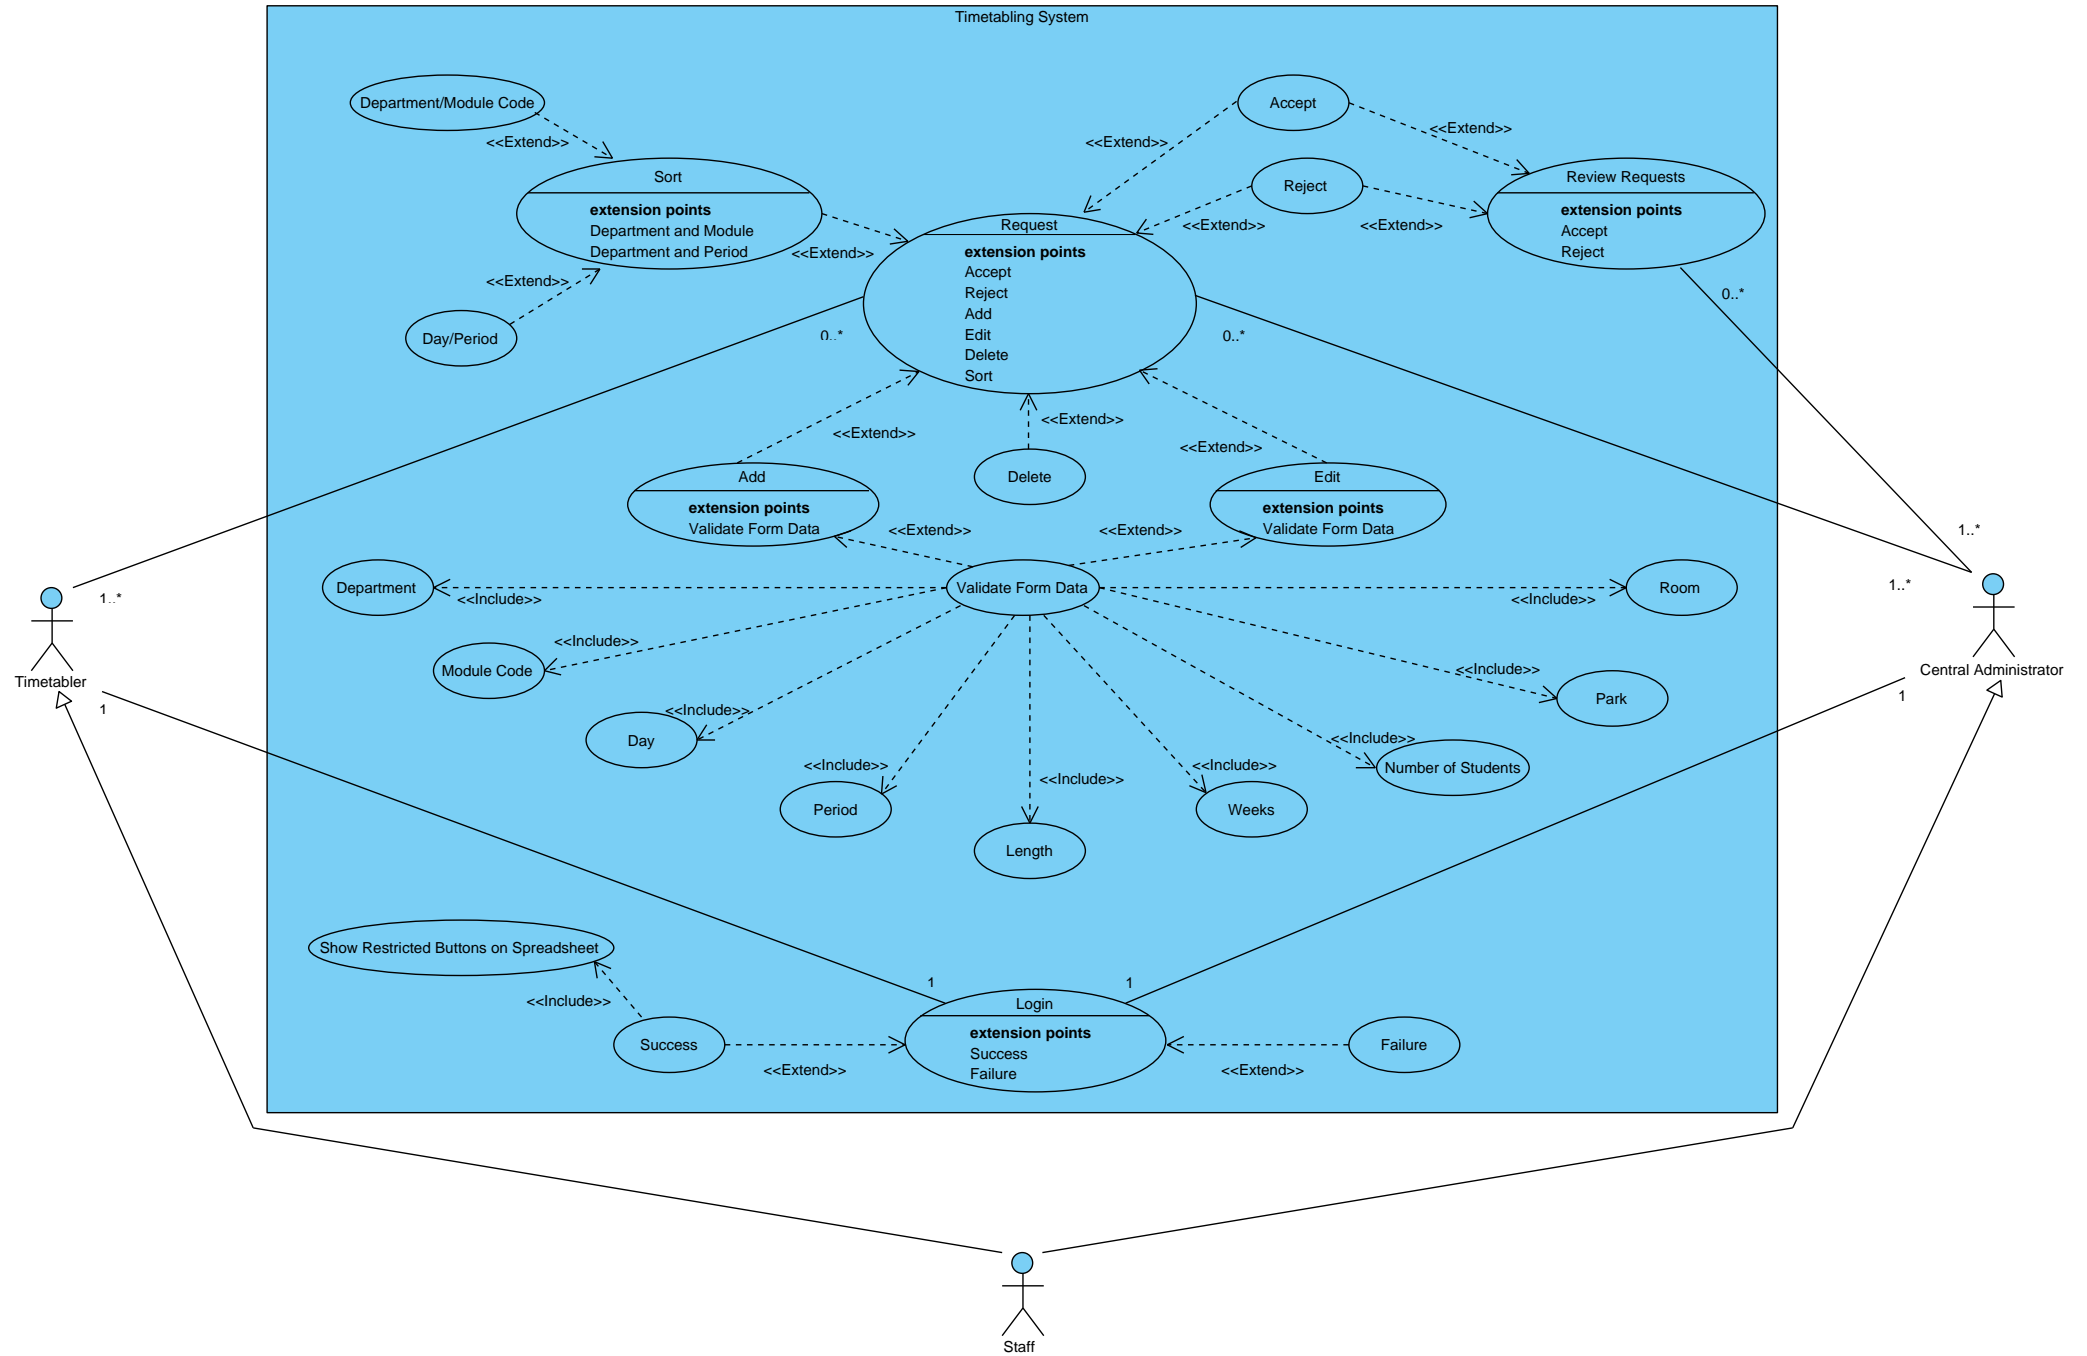 Timetabling System
Department/Module Code
<<Extend>>
Accept
<<Extend>>
<<Extend>>
Sort
extension points
Department and Module
Department and Period
<<Extend>>
Reject
<<Extend>>
<<Extend>>
Review Requests
extension points
Accept
Reject
<<Extend>>
Day/Period
Request
extension points
Accept
Reject
Add
Edit
Delete
Sort
0..*
0..*
0..*
<<Extend>>
<<Extend>>
<<Extend>>
Add
extension points
Validate Form Data
Delete
Edit
extension points
Validate Form Data
<<Extend>>
<<Extend>>
1..*
1..*
1..*
Department
<<Include>>
Validate Form Data
<<Include>>
Room
Timetabler
1
Central Administrator
1
<<Include>>
Module Code
<<Include>>
Park
<<Include>>
Day
<<Include>>
Number of Students
<<Include>>
Period
<<Include>>
Length
<<Include>>
Weeks
Show Restricted Buttons on Spreadsheet
<<Include>>
1
1
Success
<<Extend>>
Login
extension points
Success
Failure
<<Extend>>
Failure
Staff